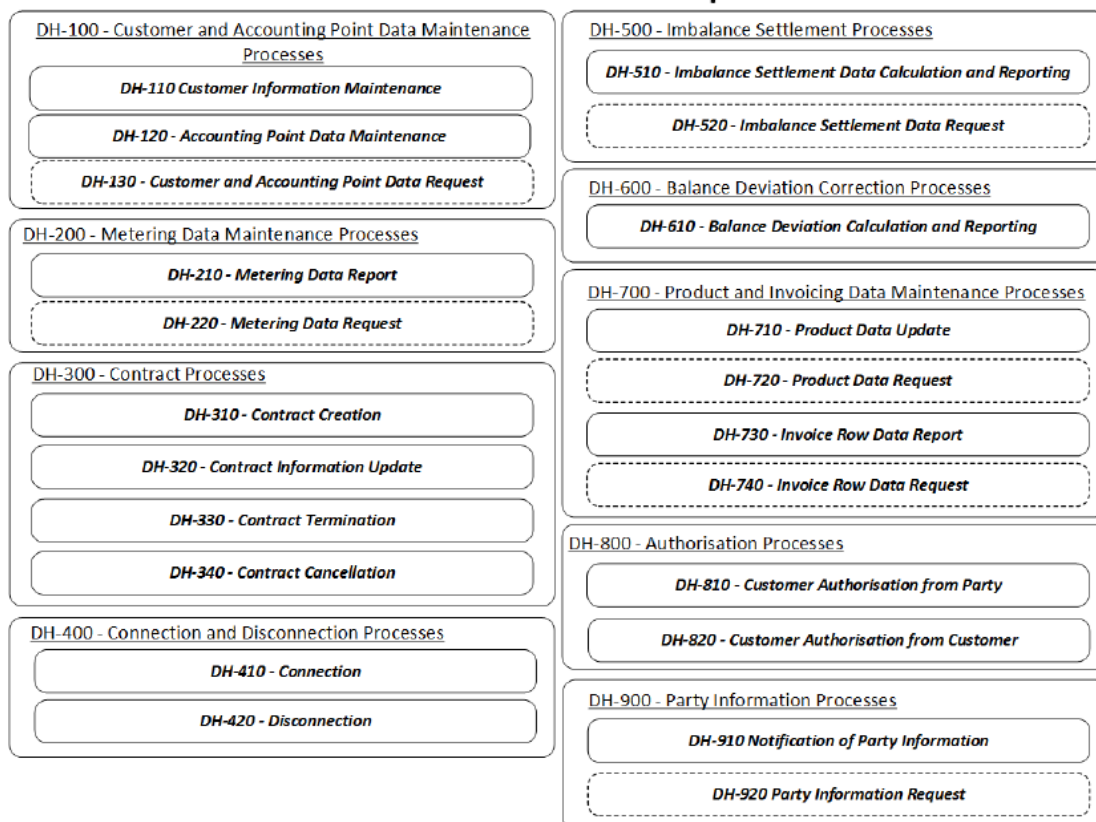 DH-100 - Customer and Accounting Point Data Maintenance
Processes
DH-110 Customer Information Maintenance
DH-120 - Accounting Point Data Maintenance
DH-130 - Customer and Accounting Point Data Request
DH-200 - Metering Data Maintenance Processes
DH-210 - Metering Data Report
DH-220 - Metering Data Request
DH-300 - Contract Processes
DH-310 - Contract Creation
DH-320 - Contract Information Update
DH-330 - Contract Termination
DH-340 - Contract Cancellation
DH-400 - Connection and Disconnection Processes
DH-410 - Connection
DH-420 - Disconnection
DH-500 - Imbalance Settlement Processes
DH-510 - Imbalance Settlement Data Calculation and Reporting
DH-520 - Imbalance Settlement Data Request
DH-600 - Balance Deviation Correction Processes
DH-610 - Balance Deviation Calculation and Reporting
DH-700 - Product and Invoicing Data Maintenance Processes
DH-710 - Product Data Update
DH-720 - Product Data Request
DH-730 - Invoice Row Data Report
DH-740 - Invoice Row Data Request
DH-800 - Authorisation Processes
DH-810 - Customer Authorisation from Party
DH-820 - Customer Authorisation from Customer
DH-900 - Party Information Processes
DH-910 Notification of Party Information
DH-920 Party Information Request